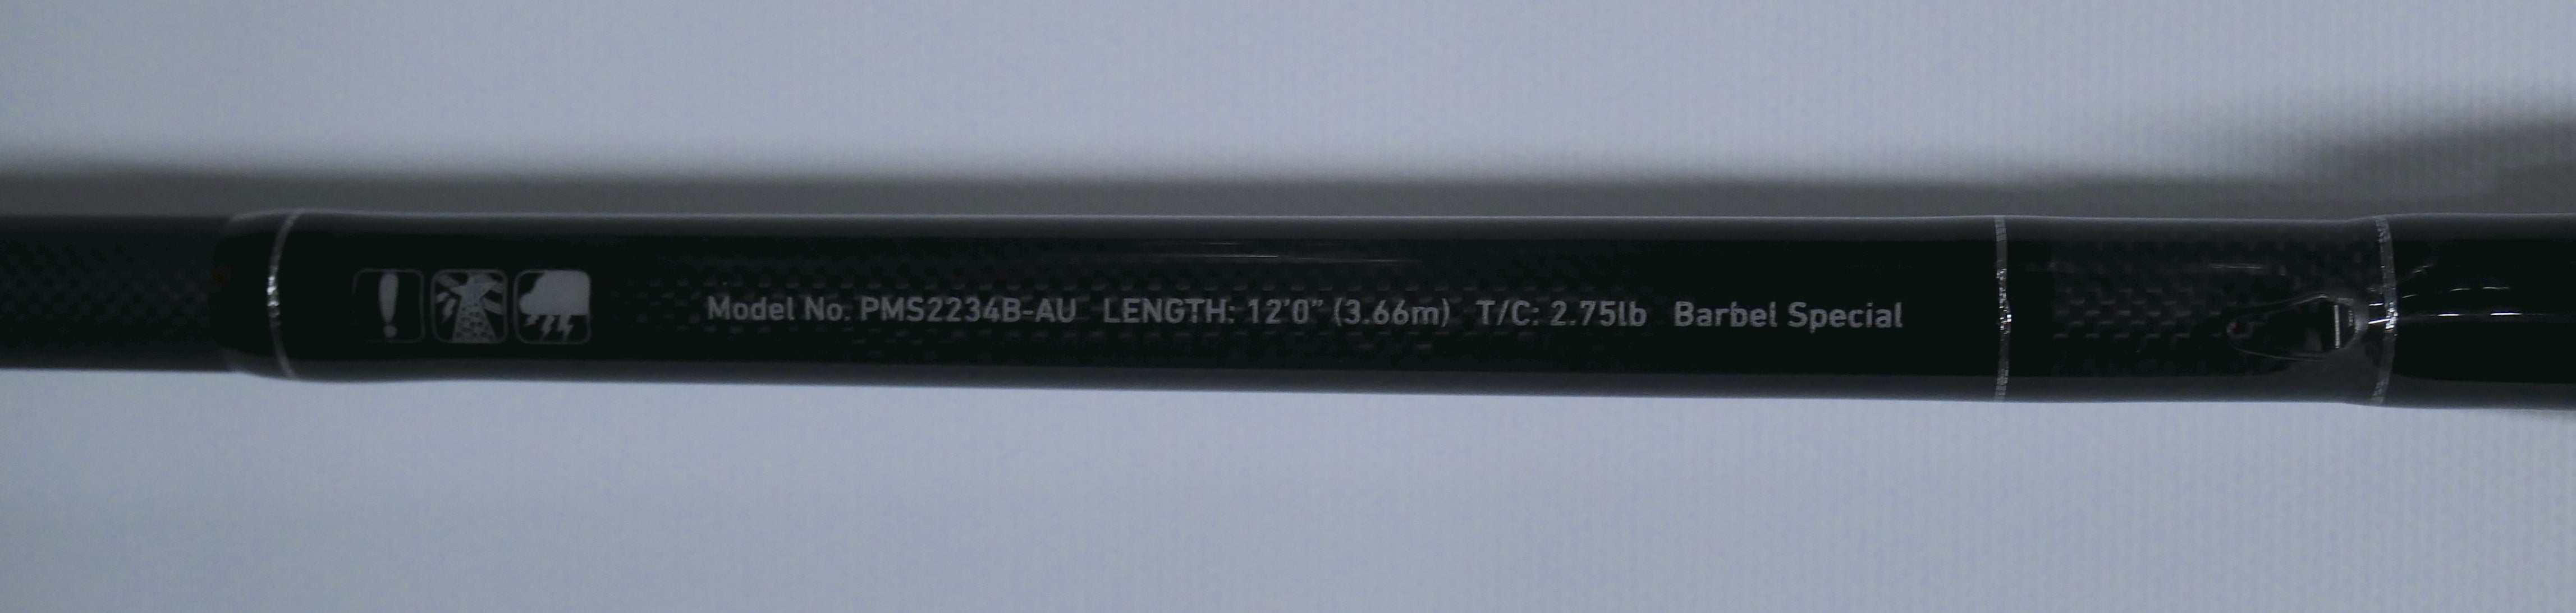 Model No. PMS2234B-AU LENGTH: 12'0" (3.66m) T/C: 2.75lb Barbel Special